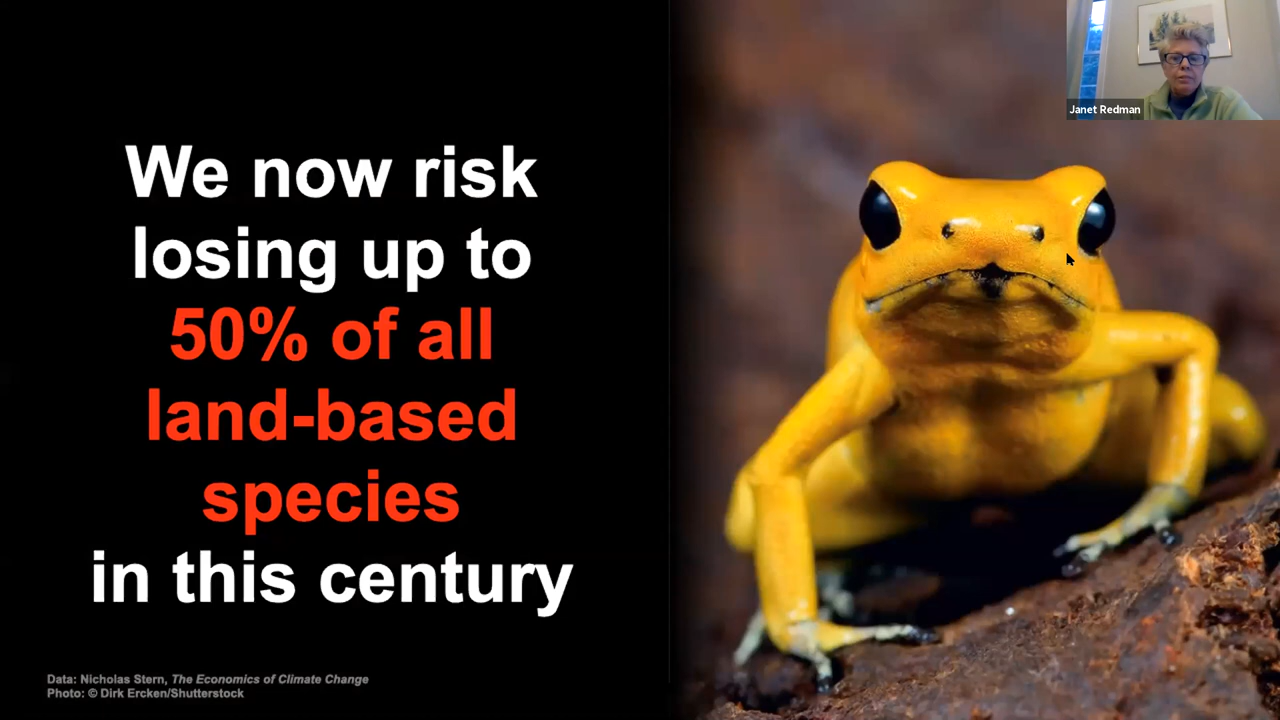 Janet Redman
We now risk
losing up to
50% of all
land-based
species
in this century
Data: Nicholas Stern, The Economics of Climate Change
Photo: © Dirk Ercken/Shutterstock